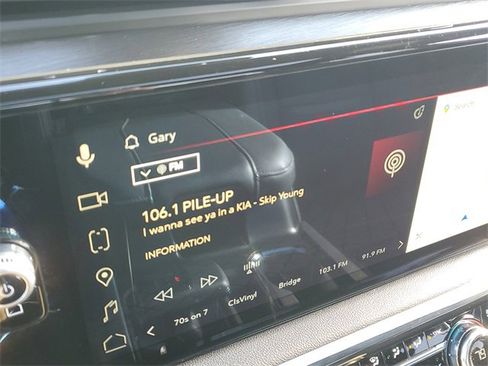 Gary
Search
FM
106.1 PILE-UP
I wanna see ya in a KIA - Skip Young
INFORMATION
70s on 7
ClsVinyl
Bridge
103.1 FM
91.9 FM